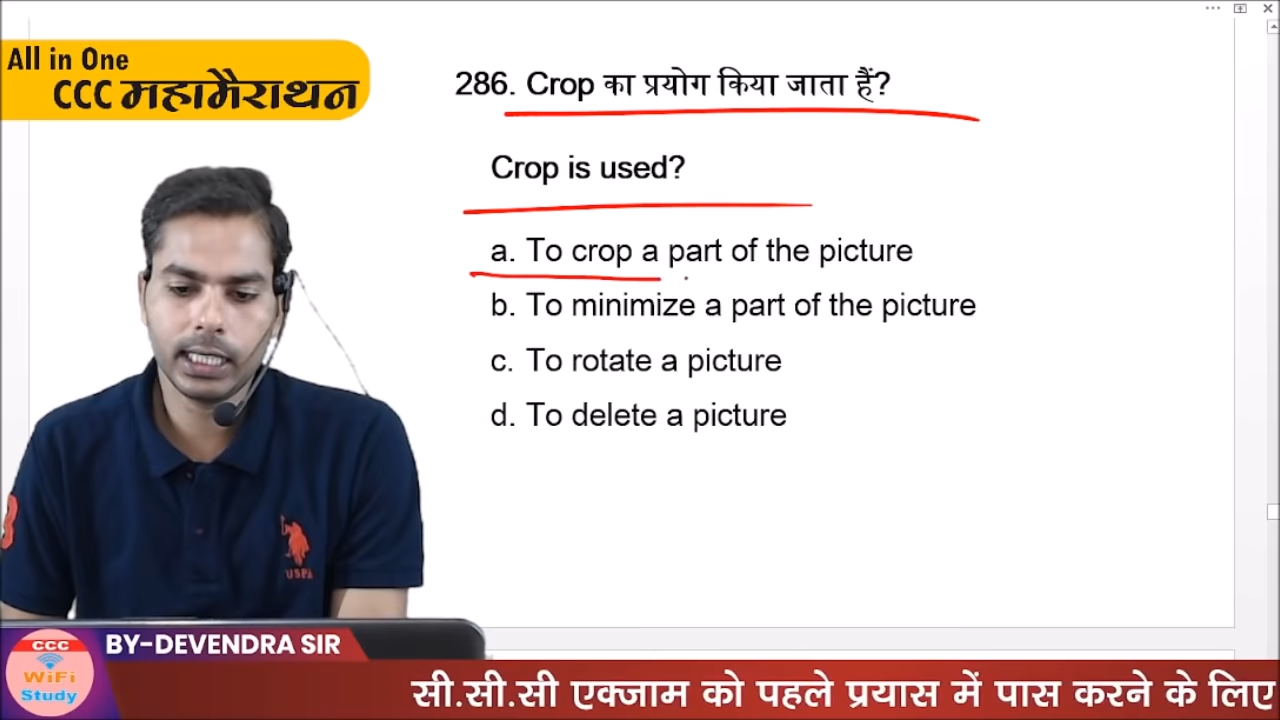 All in One
CCC महामैराथन
286. Crop का प्रयोग किया जाता हैं?
Crop is used?
a. To crop a part of the picture
b. To minimize a part of the picture
c. To rotate a picture
d. To delete a picture
USPA
BY-DEVENDRA SIR
CCC
WiFi
Study
सी.सी.सी एक्जाम को पहले प्रयास में पास करने के लिए